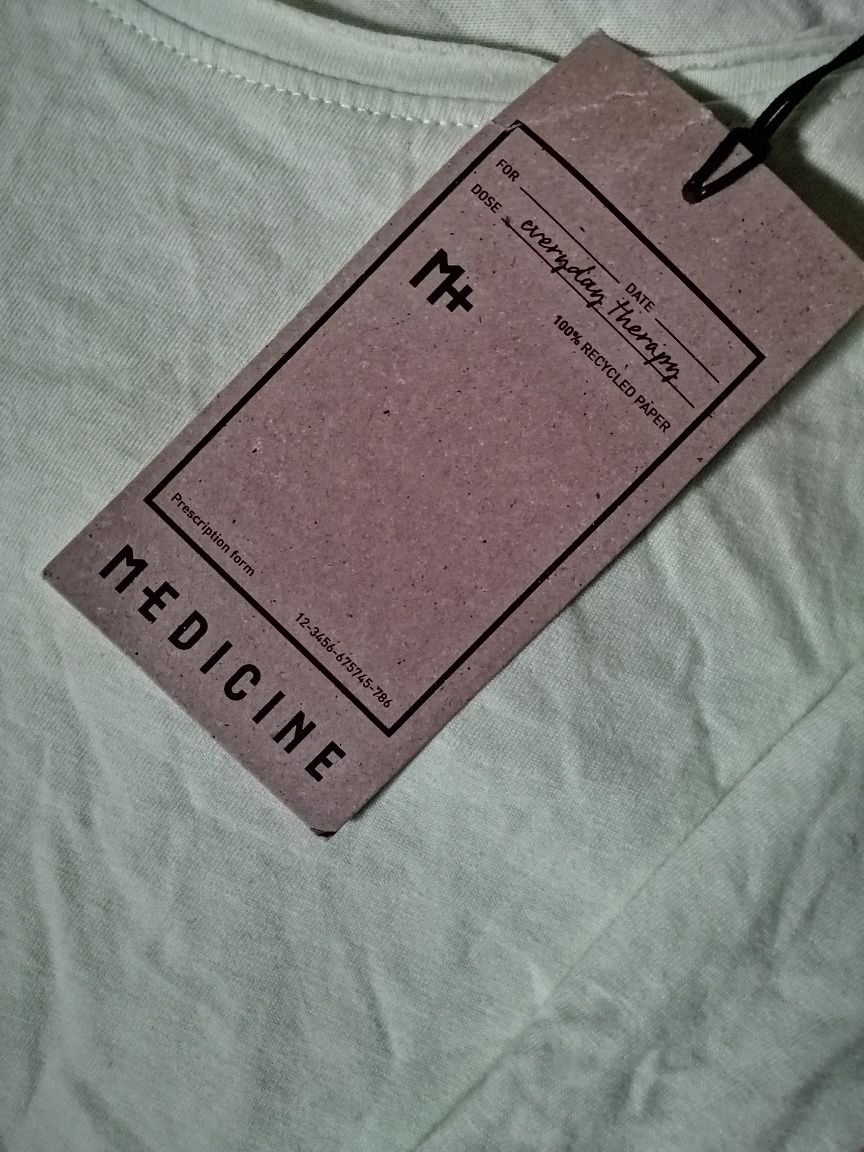 FOR
DATE
DOSE everyday therapy
M+
100% RECYCLED PAPER
Prescription form
12-3456-675745-786
MEDICINE